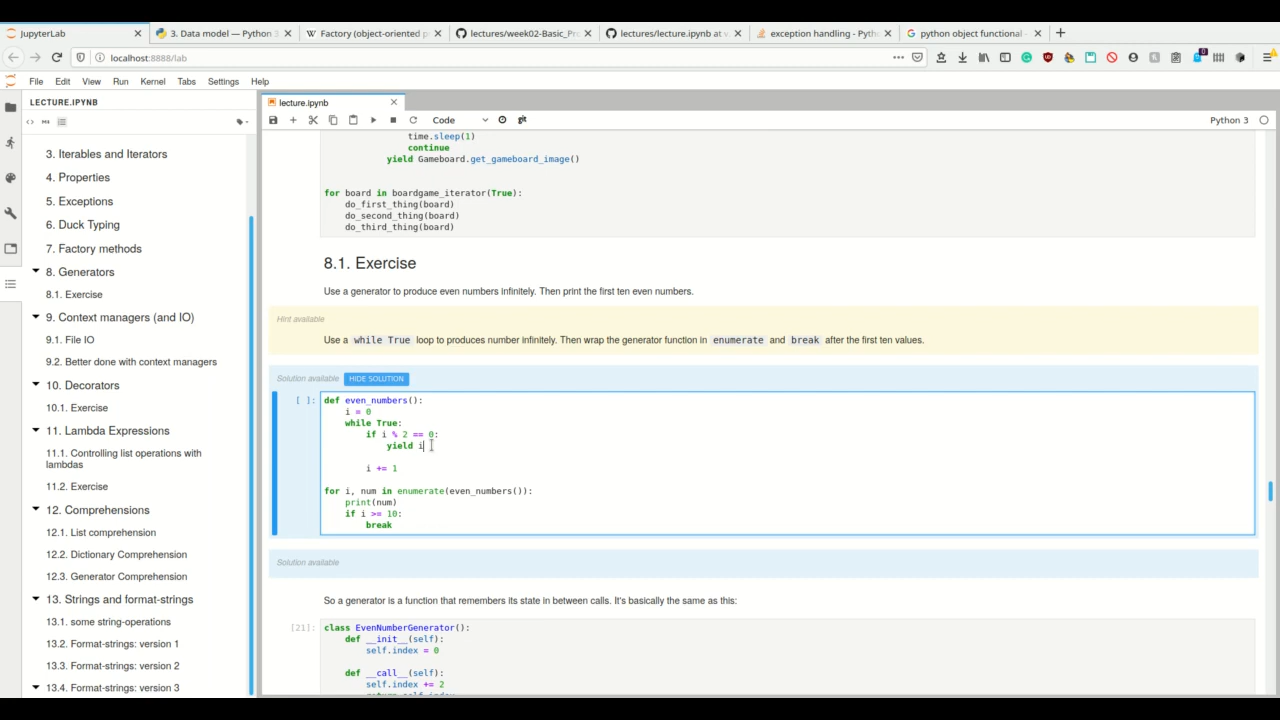 JupyterLab
3. Data model — Python 3
Factory (object-oriented p
lectures/week02-Basic_Pro
lectures/lecture.ipynb at v
exception handling - Pyth
python object functional -
localhost:8888/lab
File Edit View Run Kernel Tabs Settings Help
LECTURE.IPYNB
lecture.ipynb
Code
Python 3
3. Iterables and Iterators
4. Properties
5. Exceptions
6. Duck Typing
7. Factory methods
8. Generators
8.1. Exercise
9. Context managers (and IO)
9.1. File IO
9.2. Better done with context managers
10. Decorators
10.1. Exercise
11. Lambda Expressions
11.1. Controlling list operations with
lambdas
11.2. Exercise
12. Comprehensions
12.1. List comprehension
12.2. Dictionary Comprehension
12.3. Generator Comprehension
13. Strings and format-strings
13.1. some string-operations
13.2. Format-strings: version 1
13.3. Format-strings: version 2
13.4. Format-strings: version 3
time.sleep(1)
continue
yield Gameboard.get_gameboard_image()
for board in boardgame_iterator(True):
do_first_thing(board)
do_second_thing(board)
do_third_thing(board)
8.1. Exercise
Use a generator to produce even numbers infinitely. Then print the first ten even numbers.
Hint available
Use a while True loop to produces number infinitely. Then wrap the generator function in enumerate and break after the first ten values.
Solution available HIDE SOLUTION
[ ]: def even_numbers():
i = 0
while True:
if i % 2 == 0:
yield i
i += 1
for i, num in enumerate(even_numbers()):
print(num)
if i >= 10:
break
Solution available
So a generator is a function that remembers its state in between calls. It's basically the same as this:
[21]: class EvenNumberGenerator():
def __init__(self):
self.index = 0
def __call__(self):
self.index += 2
return self.index